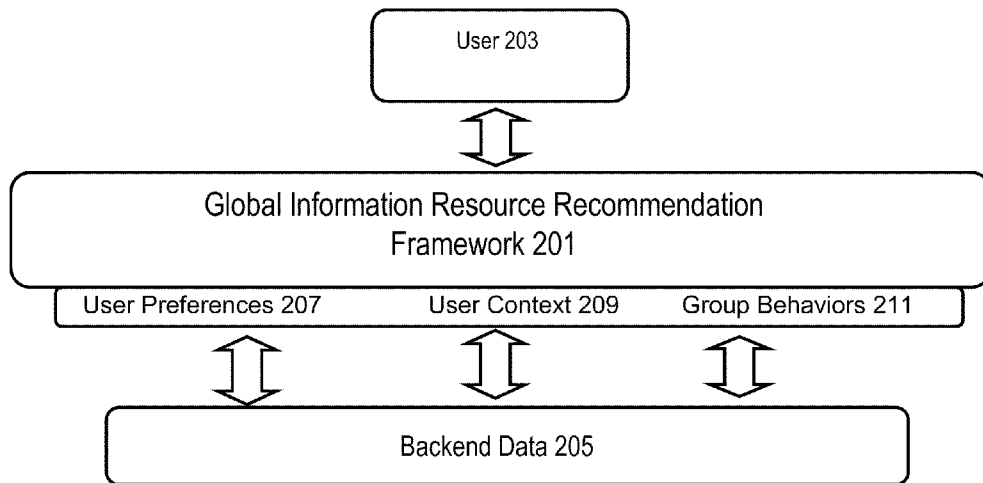 User 203
Global Information Resource Recommendation
Framework 201
User Preferences 207 User Context 209 Group Behaviors 211
Backend Data 205